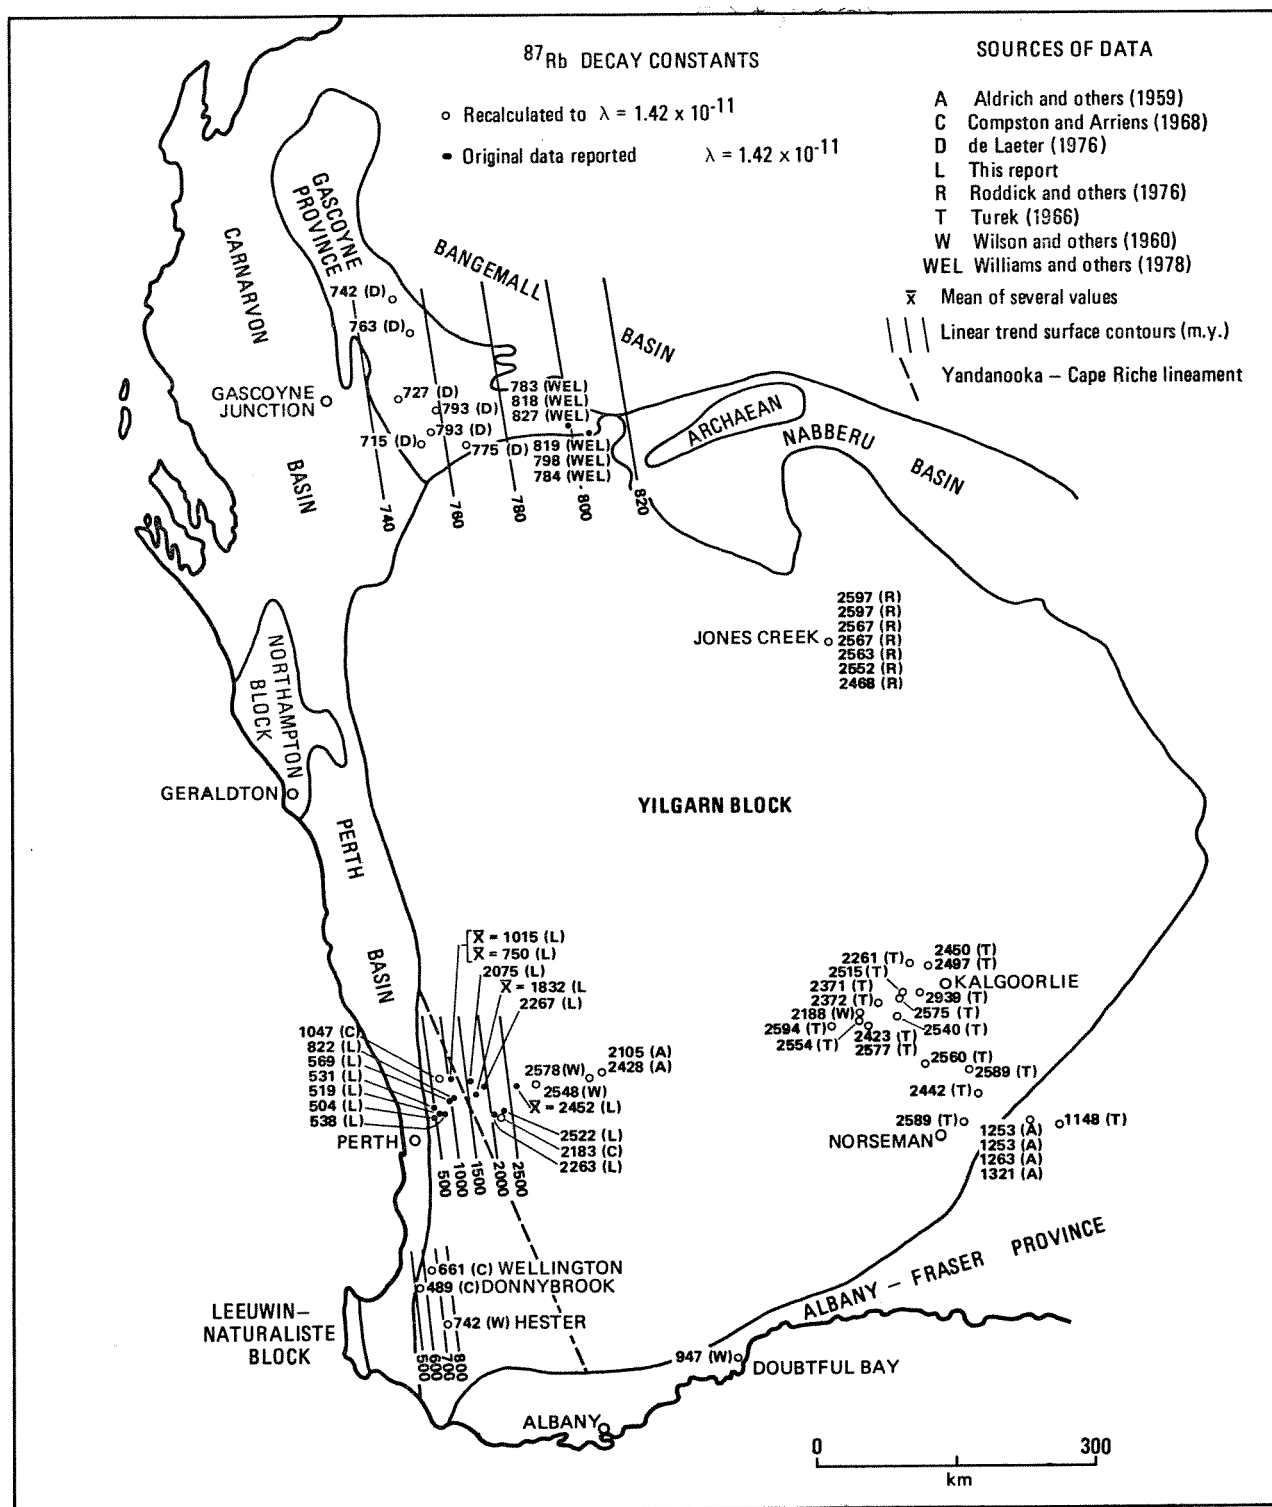 87Rb DECAY CONSTANTS
○ Recalculated to λ = 1.42 x 10-11
• Original data reported λ = 1.42 x 10-11
SOURCES OF DATA
A Aldrich and others (1959)
C Compston and Arriens (1968)
D de Laeter (1976)
L This report
R Roddick and others (1976)
T Turek (1966)
W Wilson and others (1960)
WEL Williams and others (1978)
x̄ Mean of several values
Linear trend surface contours (m.y.)
Yandanooka – Cape Riche lineament
GASCOYNE
PROVINCE
CARNARVON
BASIN
BANGEMALL
BASIN
742 (D)
763 (D)
GASCOYNE
JUNCTION
727 (D)
793 (D)
793 (D)
715 (D)
775 (D)
783 (WEL)
818 (WEL)
827 (WEL)
819 (WEL)
798 (WEL)
784 (WEL)
740
760
780
800
820
ARCHAEAN
NABBERU
BASIN
JONES CREEK
2597 (R)
2597 (R)
2567 (R)
2567 (R)
2563 (R)
2552 (R)
2468 (R)
NORTHAMPTON
BLOCK
GERALDTON
YILGARN BLOCK
PERTH
BASIN
X̄ = 1015 (L)
X̄ = 750 (L)
2075 (L)
X̄ = 1832 (L
2267 (L)
1047 (C)
822 (L)
569 (L)
531 (L)
519 (L)
504 (L)
538 (L)
PERTH
2578(W)
2548(W)
2105 (A)
2428 (A)
X̄ = 2452 (L)
2522 (L)
2183 (C)
2263 (L)
500
1000
1500
2000
2500
2261 (T)
2450 (T)
2497 (T)
2515 (T)
KALGOORLIE
2371 (T)
2372 (T)
2939 (T)
2188 (W)
2575 (T)
2594 (T)
2540 (T)
2554 (T)
2423 (T)
2577 (T)
2560 (T)
2589 (T)
2442 (T)
2589 (T)
NORSEMAN
1253 (A)
1253 (A)
1263 (A)
1321 (A)
1148 (T)
ALBANY – FRASER PROVINCE
661 (C) WELLINGTON
489 (C) DONNYBROOK
742 (W) HESTER
500
600
700
800
LEEUWIN–
NATURALISTE
BLOCK
947 (W)
DOUBTFUL BAY
ALBANY
0 300
km